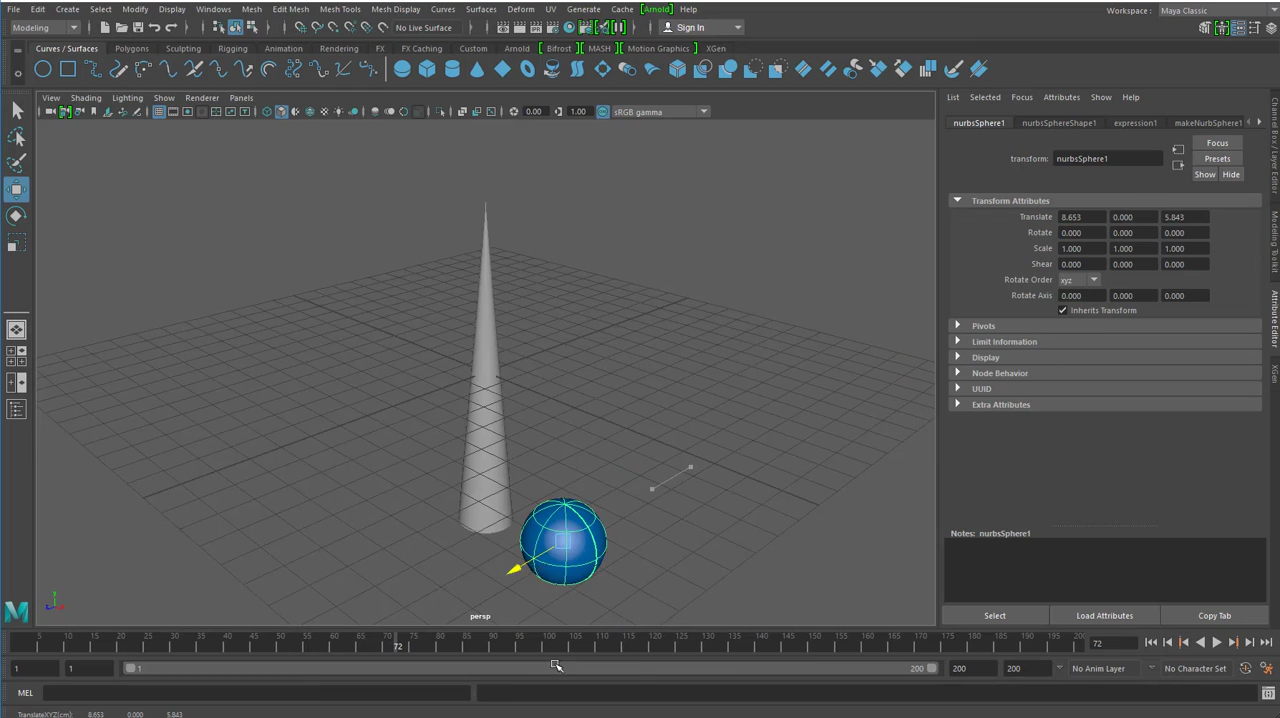 File Edit Create Select Modify Display Windows Mesh Edit Mesh Mesh Tools Mesh Display Curves Surfaces Deform UV Generate Cache [Arnold] Help Workspace : Maya Classic
Modeling No Live Surface Sign In
Curves / Surfaces Polygons Sculpting Rigging Animation Rendering FX FX Caching Custom Arnold Bifrost MASH Motion Graphics XGen
View Shading Lighting Show Renderer Panels
0.00 1.00 sRGB gamma
List Selected Focus Attributes Show Help
nurbsSphere1 nurbsSphereShape1 expression1 makeNurbSphere1
transform: nurbsSphere1
Focus
Presets
Show Hide
Transform Attributes
Translate 8.653 0.000 5.843
Rotate 0.000 0.000 0.000
Scale 1.000 1.000 1.000
Shear 0.000 0.000 0.000
Rotate Order xyz
Rotate Axis 0.000 0.000 0.000
Inherits Transform
Pivots
Limit Information
Display
Node Behavior
UUID
Extra Attributes
Notes: nurbsSphere1
Select Load Attributes Copy Tab
Channel Box / Layer Editor
Modeling Toolkit
Attribute Editor
XGen
persp
5 10 15 20 25 30 35 40 45 50 55 60 65 70 75 80 85 90 95 100 105 110 115 120 125 130 135 140 145 150 155 160 165 170 175 180 185 190 195 200
72 72
1 1 1 200 200 200 No Anim Layer No Character Set
MEL
TranslateXYZ(cm): 8.653 0.000 5.843